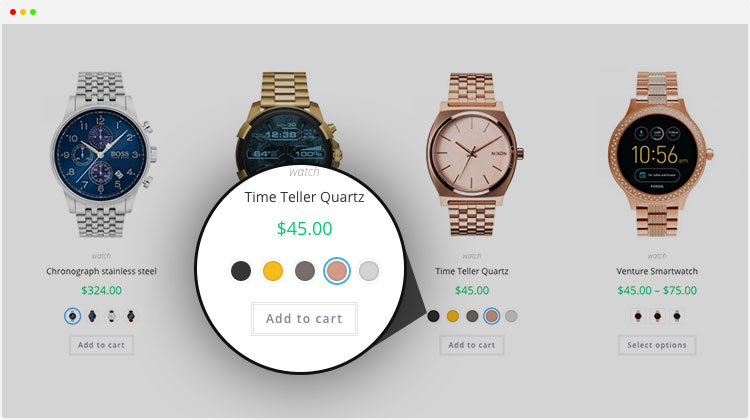 BOSS
12:38
64%
100%
NIXON
10:56
FOSSIL
watch
Chronograph stainless steel
$324.00
Add to cart
watch
Time Teller Quartz
$45.00
Add to cart
watch
Time Teller Quartz
$45.00
Add to cart
watch
Venture Smartwatch
$45.00 – $75.00
Select options